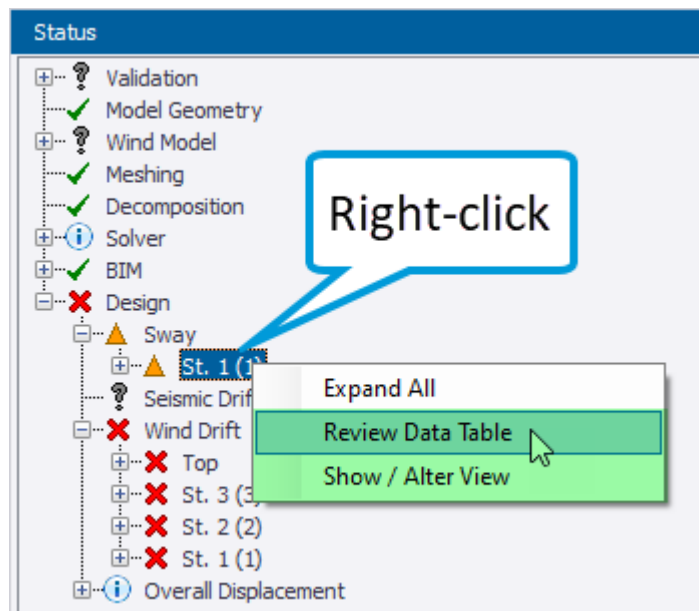 Status
Validation
Model Geometry
Wind Model
Meshing
Decomposition
Solver
BIM
Design
Sway
St. 1 (1)
Seismic Drif
Wind Drift
Top
St. 3 (3)
St. 2 (2)
St. 1 (1)
Overall Displacement
Right-click
Expand All
Review Data Table
Show / Alter View